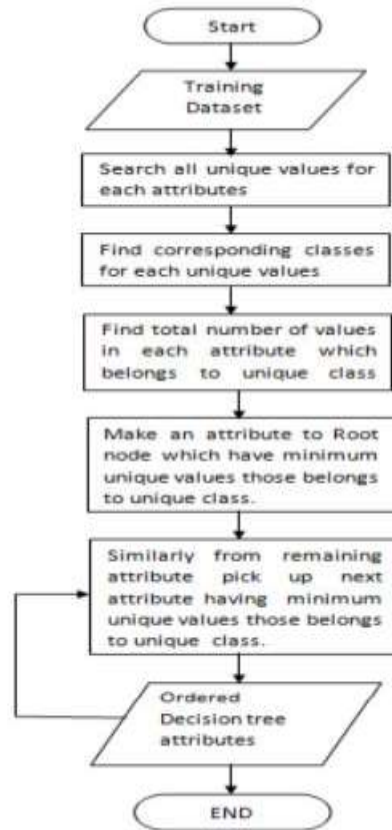 Start
Training
Dataset
Search all unique values for
each attributes
Find corresponding classes
for each unique values
Find total number of values
in each attribute which
belongs to unique class
Make an attribute to Root
node which have minimum
unique values those belongs
to unique class.
Similarly from remaining
attribute pick up next
attribute having minimum
unique values those belongs
to unique class.
Ordered
Decision tree
attributes
END